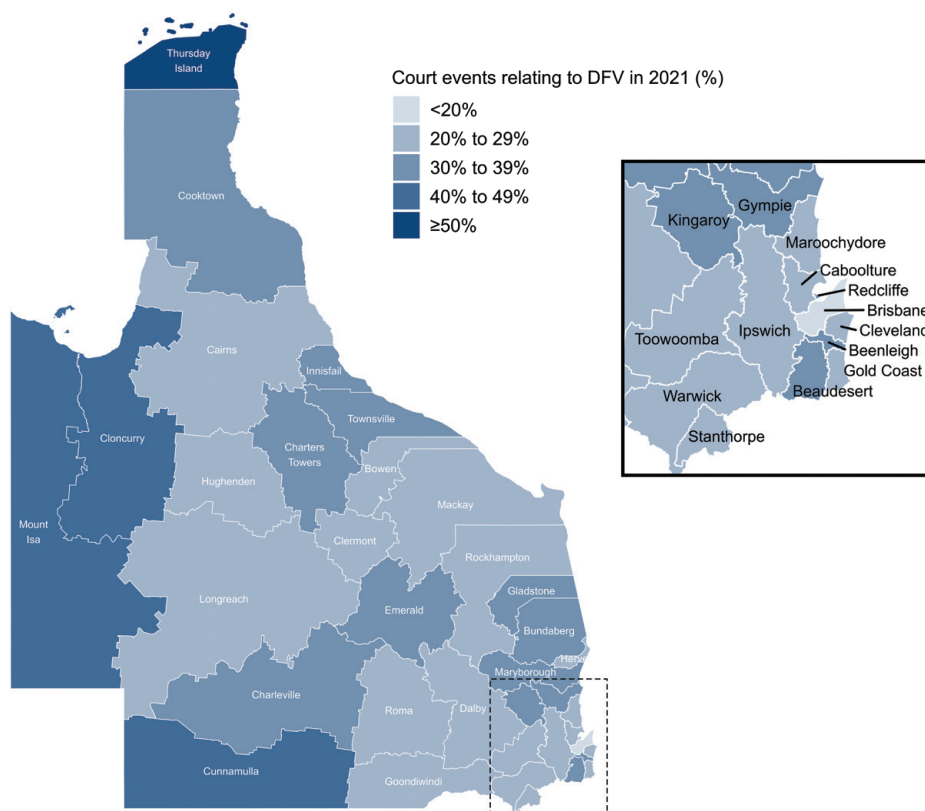 Thursday
Island
Court events relating to DFV in 2021 (%)
<20%
20% to 29%
30% to 39%
40% to 49%
≥50%
Cooktown
Kingaroy
Gympie
Maroochydore
Caboolture
Redcliffe
Brisbane
Cleveland
Beenleigh
Gold Coast
Beaudesert
Toowoomba
Ipswich
Warwick
Stanthorpe
Cairns
Innisfail
Townsville
Charters
Towers
Cloncurry
Hughenden
Bowen
Mackay
Mount
Isa
Clermont
Rockhampton
Longreach
Emerald
Gladstone
Bundaberg
Herve
Maryborough
Charleville
Roma
Dalby
Cunnamulla
Goondiwindi